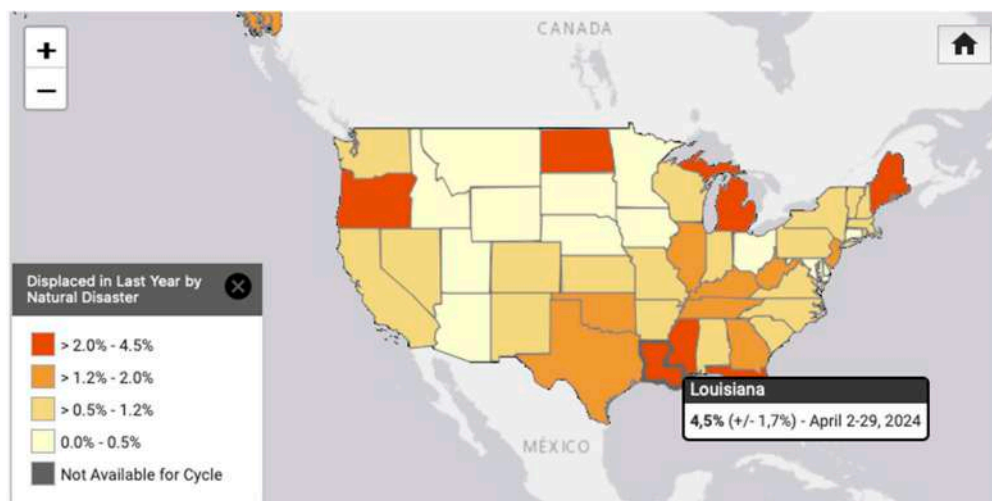 CANADA
+
−
Displaced in Last Year by
Natural Disaster
> 2.0% - 4.5%
> 1.2% - 2.0%
> 0.5% - 1.2%
0.0% - 0.5%
Not Available for Cycle
Louisiana
4,5% (+/- 1,7%) - April 2-29, 2024
MÉXICO